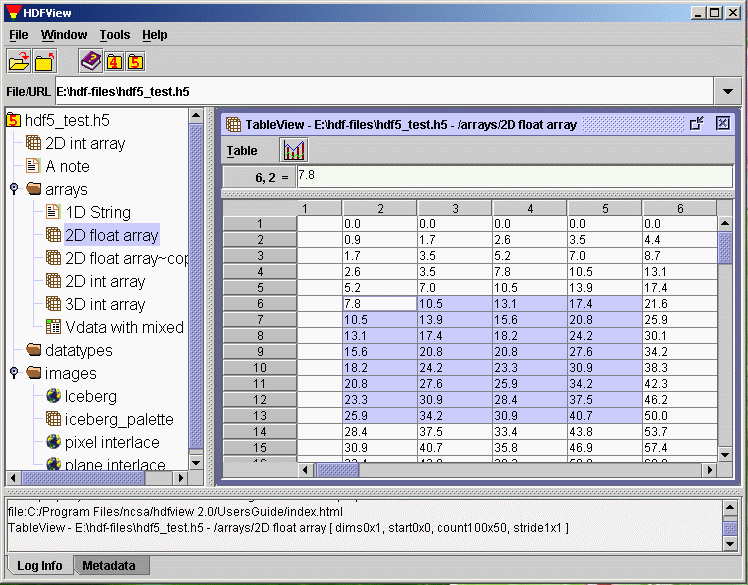 HDFView
File Window Tools Help
4 5
File/URL E:\hdf-files\hdf5_test.h5
5 hdf5_test.h5
2D int array
A note
arrays
1D String
2D float array
2D float array~cop
2D int array
3D int array
Vdata with mixed
datatypes
images
Iceberg
iceberg_palette
pixel interlace
plane interlace
TableView - E:\hdf-files\hdf5_test.h5 - /arrays/2D float array
Table
6, 2 = 7.8
1 2 3 4 5 6
1 0.0 0.0 0.0 0.0 0.0
2 0.9 1.7 2.6 3.5 4.4
3 1.7 3.5 5.2 7.0 8.7
4 2.6 3.5 7.8 10.5 13.1
5 5.2 7.0 10.5 13.9 17.4
6 7.8 10.5 13.1 17.4 21.6
7 10.5 13.9 15.6 20.8 25.9
8 13.1 17.4 18.2 24.2 30.1
9 15.6 20.8 20.8 27.6 34.2
10 18.2 24.2 23.3 30.9 38.3
11 20.8 27.6 25.9 34.2 42.3
12 23.3 30.9 28.4 37.5 46.2
13 25.9 34.2 30.9 40.7 50.0
14 28.4 37.5 33.4 43.8 53.7
15 30.9 40.7 35.8 46.9 57.4
file:C:/Program Files/ncsa/hdfview 2.0/UsersGuide/index.html
TableView - E:\hdf-files\hdf5_test.h5 - /arrays/2D float array [ dims0x1, start0x0, count100x50, stride1x1 ]
Log Info Metadata